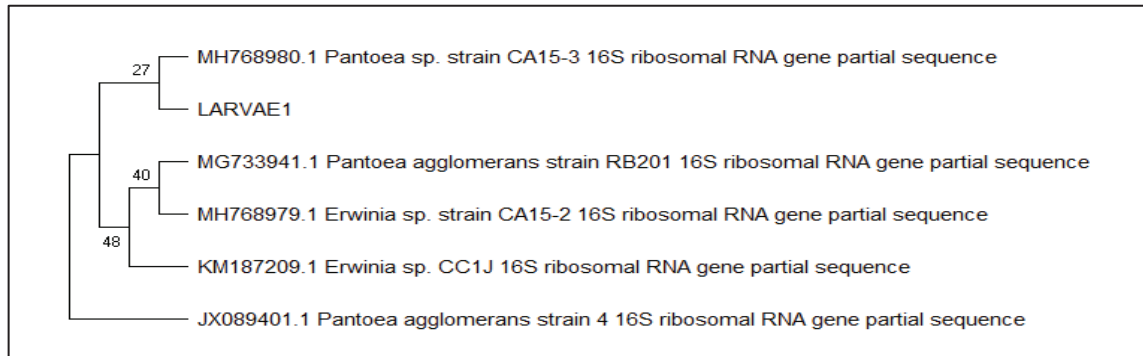 MH768980.1 Pantoea sp. strain CA15-3 16S ribosomal RNA gene partial sequence
27
LARVAE1
MG733941.1 Pantoea agglomerans strain RB201 16S ribosomal RNA gene partial sequence
40
MH768979.1 Erwinia sp. strain CA15-2 16S ribosomal RNA gene partial sequence
48
KM187209.1 Erwinia sp. CC1J 16S ribosomal RNA gene partial sequence
JX089401.1 Pantoea agglomerans strain 4 16S ribosomal RNA gene partial sequence